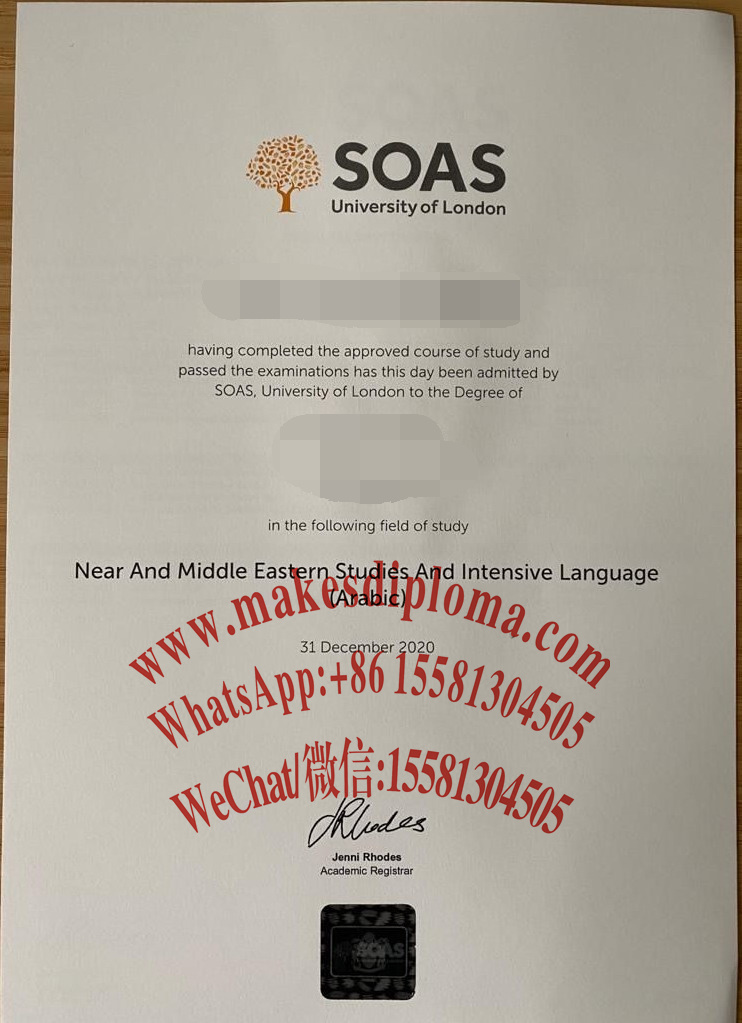 SOAS
University of London
having completed the approved course of study and
passed the examinations has this day been admitted by
SOAS, University of London to the Degree of
in the following field of study
Near And Middle Eastern Studies And Intensive Language
(Arabic)
www.makesdiploma.com
31 December 2020
WhatsApp:+86 15581304505
WeChat/微信:15581304505
JRhodes
Jenni Rhodes
Academic Registrar
SOAS